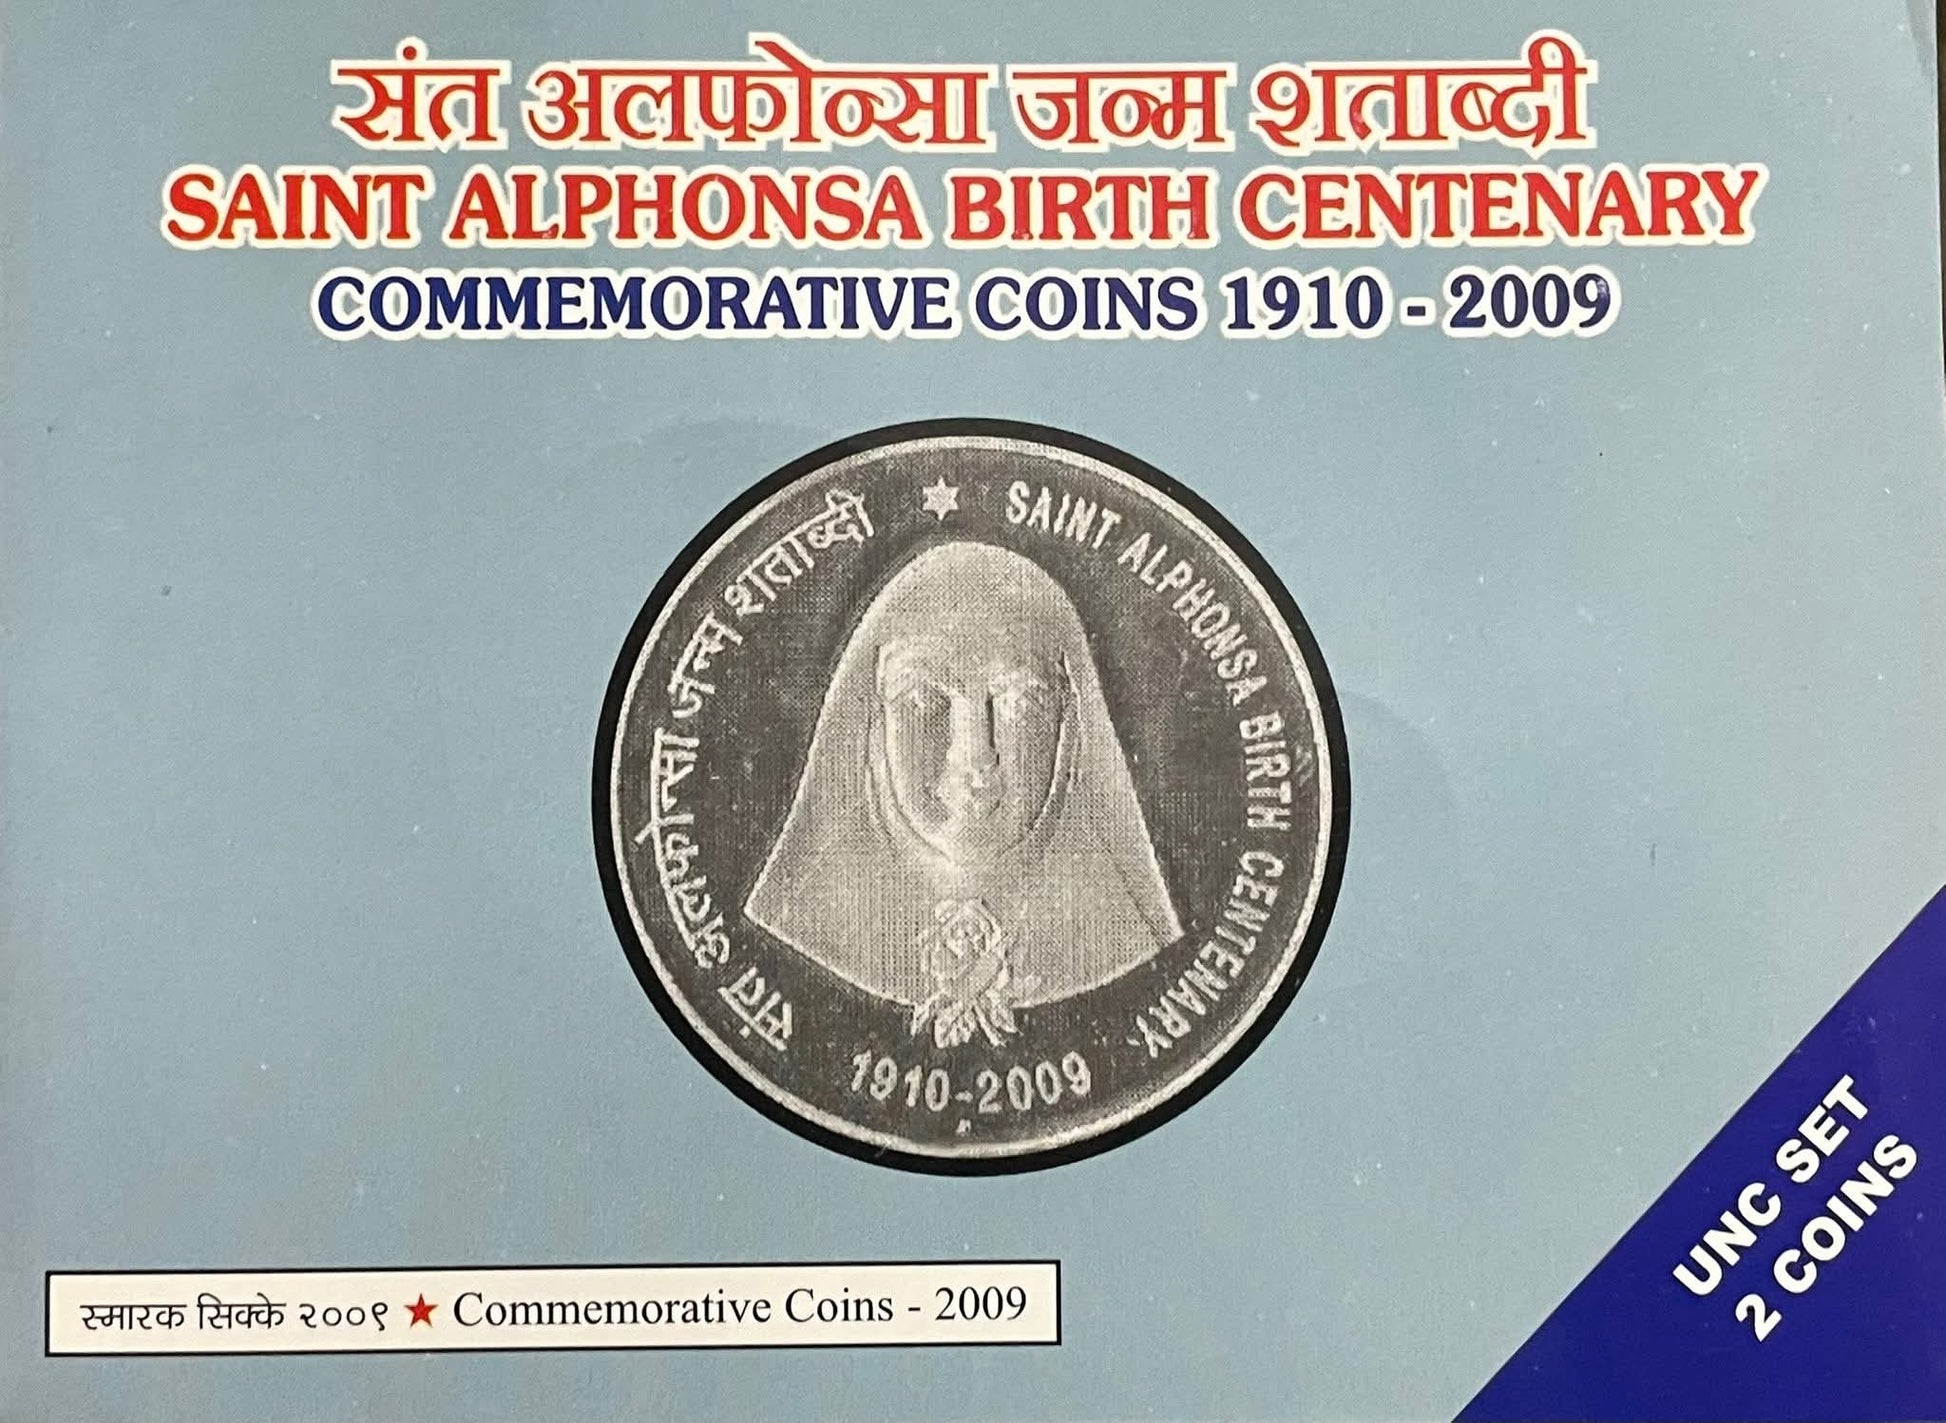 संत अलफोन्सा जन्म शताब्दी
SAINT ALPHONSA BIRTH CENTENARY
COMMEMORATIVE COINS 1910 - 2009
संत अलफोन्सा जन्म शताब्दी
SAINT ALPHONSA BIRTH CENTENARY
1910-2009
UNC SET
2 COINS
स्मारक सिक्के २००९ ★ Commemorative Coins - 2009